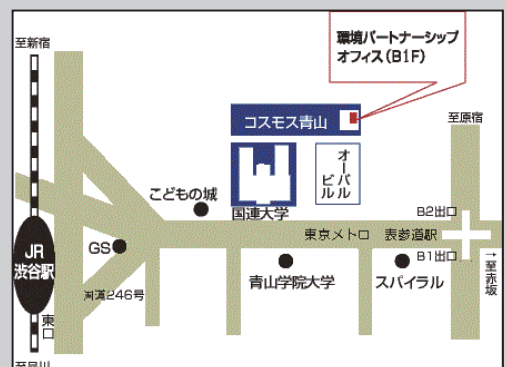 至新宿
環境パートナーシップ
オフィス(B1F)
コスモス青山
至原宿
オーバル
ビル
こどもの城
国連大学
B2出口
東京メトロ 表参道駅
JR
渋谷駅
GS
B1出口
→至赤坂
青山学院大学
スパイラル
国道246号
東口
至品川